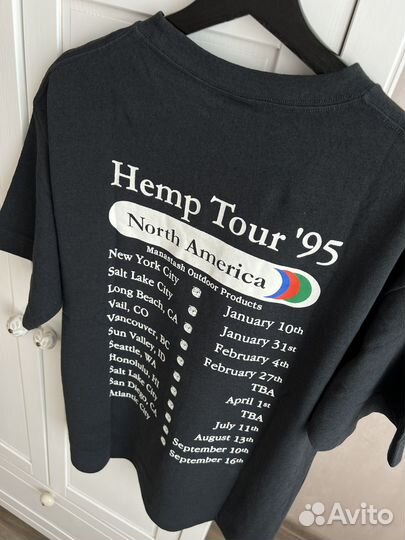 Hemp Tour '95
North America
Manastash Outdoor Products
New York City January 10th
Salt Lake City January 31st
Long Beach, CA February 4th
Vail, CO February 27th
Vancouver, BC TBA
Sun Valley, ID April 1st
Seattle, WA TBA
Honolulu, HI July 11th
Salt Lake City August 13th
San Diego, CA September 10th
Atlantic City September 16th
Avito